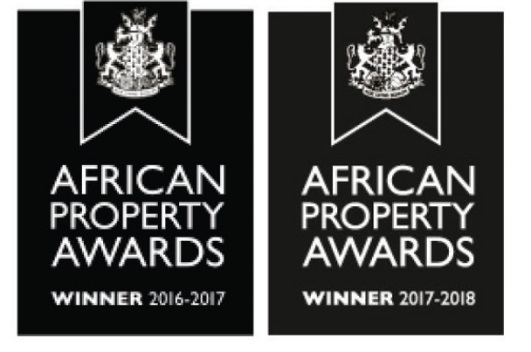 AFRICAN
PROPERTY
AWARDS
WINNER 2016-2017
AFRICAN
PROPERTY
AWARDS
WINNER 2017-2018